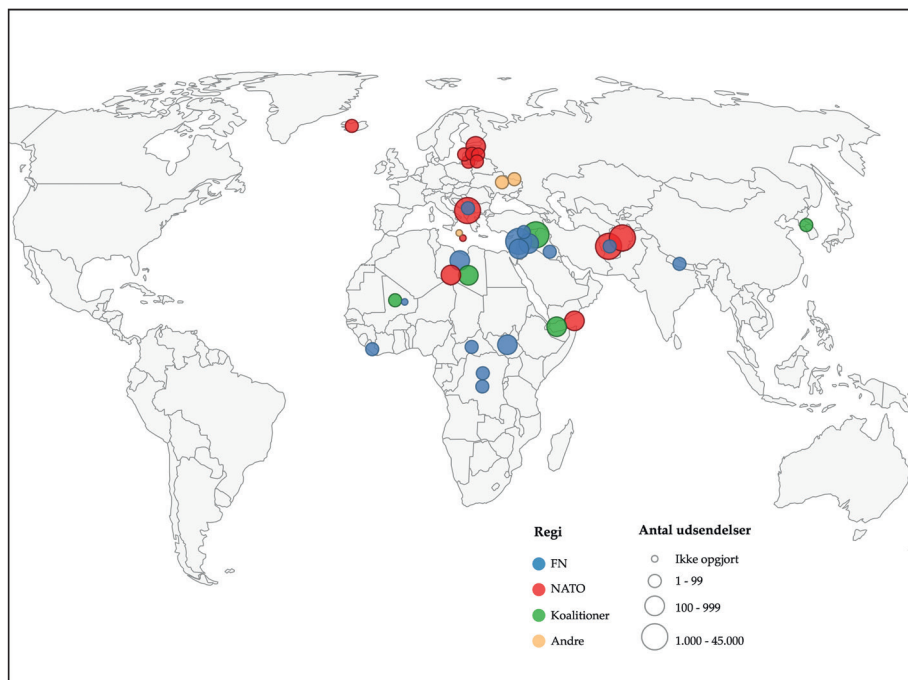 Regi
FN
NATO
Koalitioner
Andre
Antal udsendelser
Ikke opgjort
1 - 99
100 - 999
1.000 - 45.000